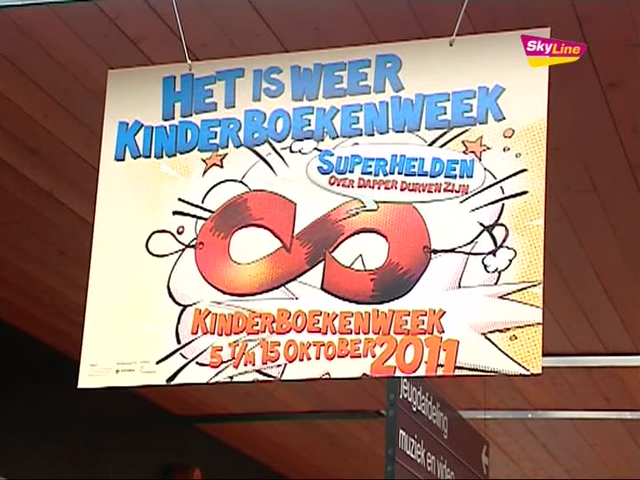 SkyLine
HET IS WEER
KINDERBOEKENWEEK
SUPERHELDEN
OVER DAPPER DURVEN ZIJN
KINDERBOEKENWEEK
5 T/M 15 OKTOBER 2011
jeugdafdeling
muziek en video